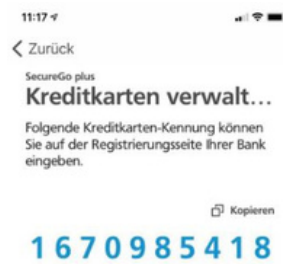 11:17
Zurück
SecureGo plus
Kreditkarten verwalt...
Folgende Kreditkarten-Kennung können
Sie auf der Registrierungsseite Ihrer Bank
eingeben.
Kopieren
1670985418